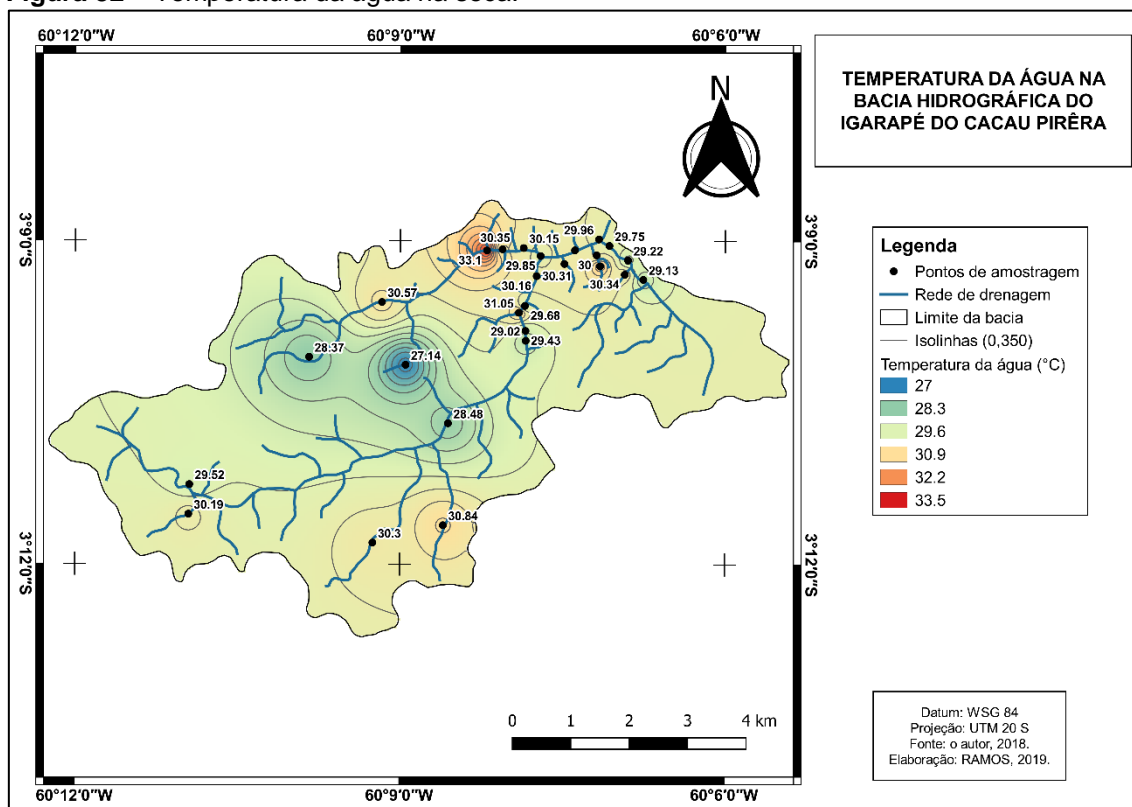 Figura 32 – Temperatura da água na seca.
60°12'0"W 60°9'0"W 60°6'0"W
N
TEMPERATURA DA ÁGUA NA
BACIA HIDROGRÁFICA DO
IGARAPÉ DO CACAU PIRÊRA
3°9'0"S
3°9'0"S
30.35
33.1
30.15
29.85
29.96
29.75
29.22
30
30.31
30.34
29.13
30.16
31.05
29.68
29.02
29.43
30.57
28.37
27.14
28.48
29.52
30.19
30.84
30.3
3°12'0"S
3°12'0"S
Legenda
Pontos de amostragem
Rede de drenagem
Limite da bacia
Isolinhas (0,350)
Temperatura da água (°C)
27
28.3
29.6
30.9
32.2
33.5
0 1 2 3 4 km
Datum: WSG 84
Projeção: UTM 20 S
Fonte: o autor, 2018.
Elaboração: RAMOS, 2019.
60°12'0"W 60°9'0"W 60°6'0"W